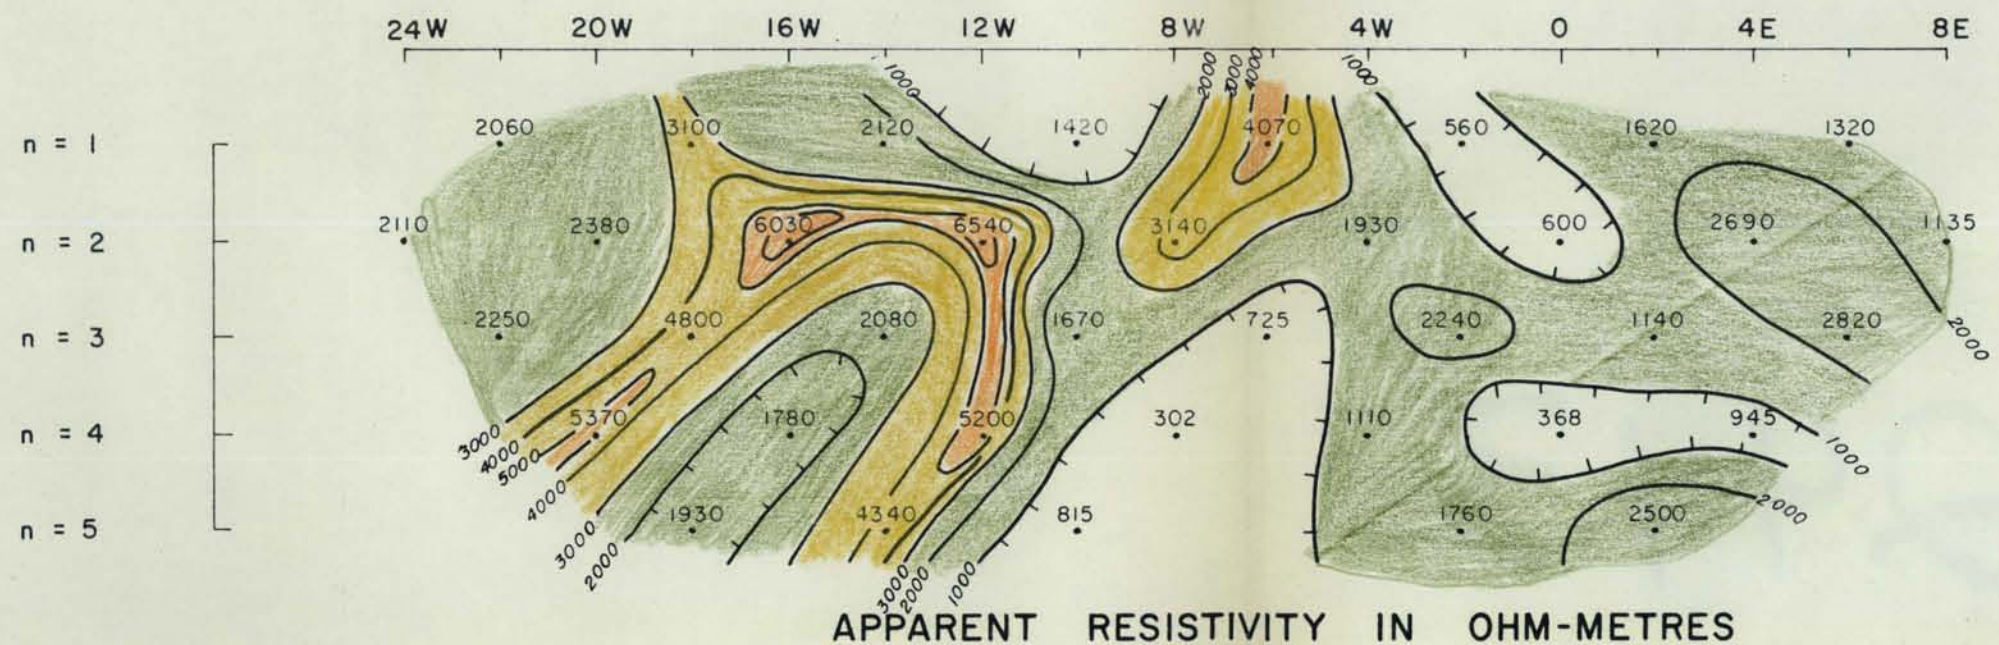 24W 20W 16W 12W 8W 4W 0 4E 8E
1000 2000 3000 4000 1000
n = 1 2060 3100 2120 1420 4070 560 1620 1320
n = 2 2110 2380 6030 6540 3140 1930 600 2690 1135
n = 3 2250 4800 2080 1670 725 2240 1140 2820
2000
n = 4 5370 1780 5200 302 1110 368 945
3000 4000 5000 4000 1000
n = 5 1930 4340 815 1760 2500
2000
3000 2000 3000 2000 1000
APPARENT RESISTIVITY IN OHM-METRES